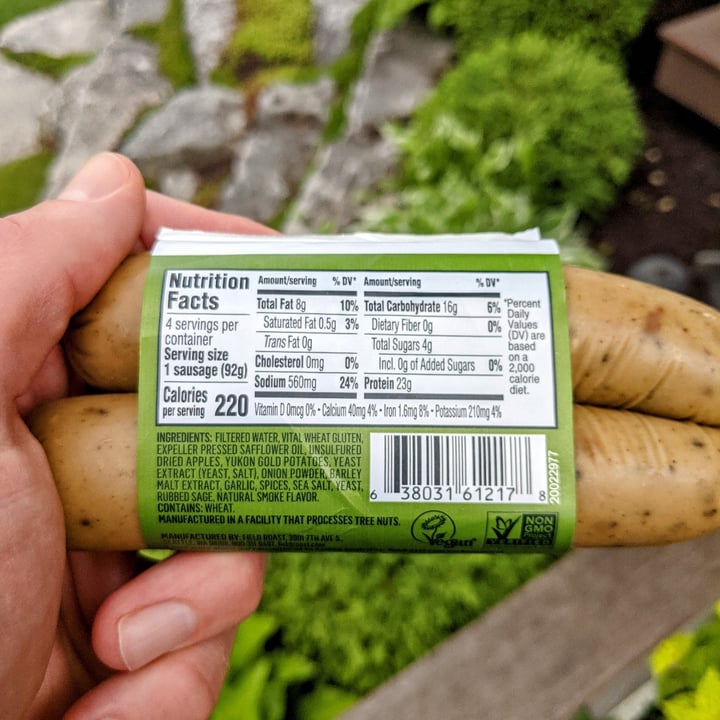 Nutrition
Facts
4 servings per
container
Serving size
1 sausage (92g)
Calories
per serving 220
Amount/serving % DV*
Total Fat 8g 10%
Saturated Fat 0.5g 3%
Trans Fat 0g
Cholesterol 0mg 0%
Sodium 560mg 24%
Amount/serving % DV*
Total Carbohydrate 16g 6%
Dietary Fiber 0g 0%
Total Sugars 4g
Incl. 0g of Added Sugars 0%
Protein 23g
Vitamin D 0mcg 0% • Calcium 40mg 4% • Iron 1.6mg 8% • Potassium 210mg 4%
*Percent
Daily
Values
(DV) are
based
on a
2,000
calorie
diet.
INGREDIENTS: FILTERED WATER, VITAL WHEAT GLUTEN,
EXPELLER PRESSED SAFFLOWER OIL, UNSULFURED
DRIED APPLES, YUKON GOLD POTATOES, YEAST
EXTRACT (YEAST, SALT), ONION POWDER, BARLEY
MALT EXTRACT, GARLIC, SPICES, SEA SALT, YEAST,
RUBBED SAGE, NATURAL SMOKE FLAVOR.
CONTAINS: WHEAT.
MANUFACTURED IN A FACILITY THAT PROCESSES TREE NUTS.
MANUFACTURED BY: FIELD ROAST, 3901 7TH AVE S.
6 38031 61217 8
20022977
Vegan
NON
GMO
Project
VERIFIED